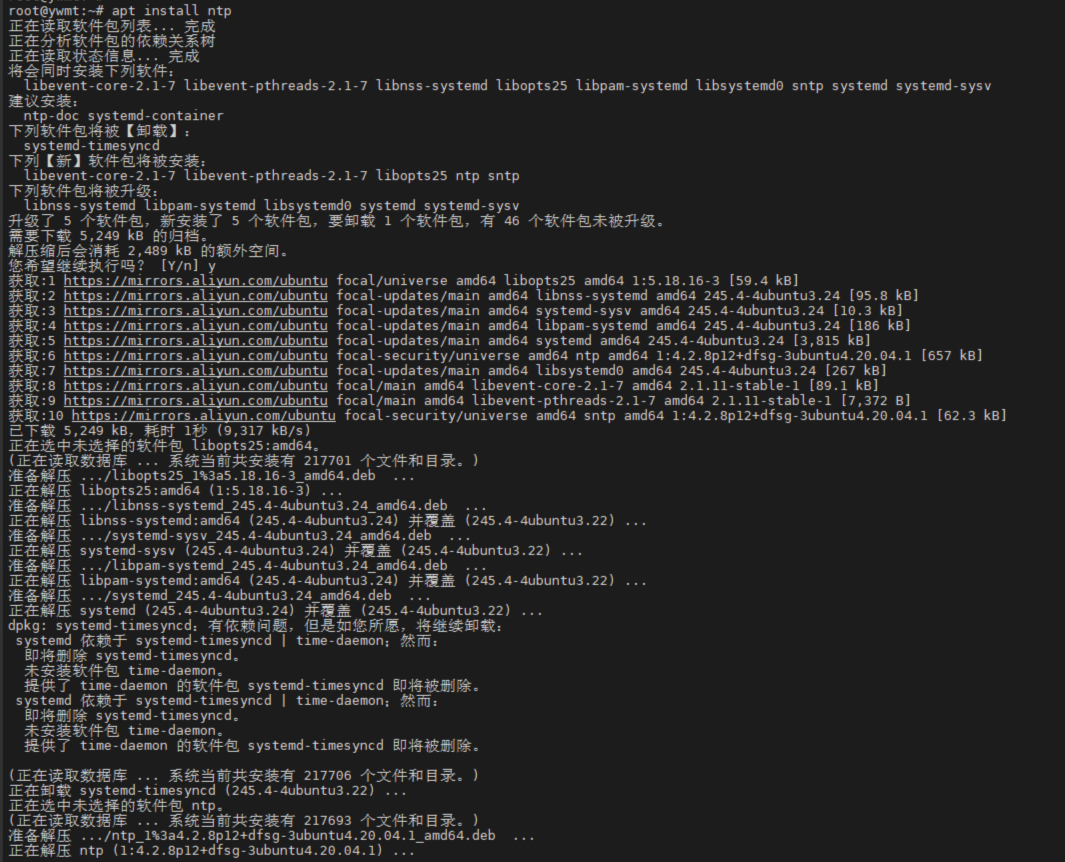 root@ywmt:~# apt install ntp
正在读取软件包列表... 完成
正在分析软件包的依赖关系树
正在读取状态信息... 完成
将会同时安装下列软件：
  libevent-core-2.1-7 libevent-pthreads-2.1-7 libnss-systemd libopts25 libpam-systemd libsystemd0 sntp systemd systemd-sysv
建议安装：
  ntp-doc systemd-container
下列软件包将被【卸载】：
  systemd-timesyncd
下列【新】软件包将被安装：
  libevent-core-2.1-7 libevent-pthreads-2.1-7 libopts25 ntp sntp
下列软件包将被升级：
  libnss-systemd libpam-systemd libsystemd0 systemd systemd-sysv
升级了 5 个软件包，新安装了 5 个软件包，要卸载 1 个软件包，有 46 个软件包未被升级。
需要下载 5,249 kB 的归档。
解压缩后会消耗 2,489 kB 的额外空间。
您希望继续执行吗？ [Y/n] y
获取:1 https://mirrors.aliyun.com/ubuntu focal/universe amd64 libopts25 amd64 1:5.18.16-3 [59.4 kB]
获取:2 https://mirrors.aliyun.com/ubuntu focal-updates/main amd64 libnss-systemd amd64 245.4-4ubuntu3.24 [95.8 kB]
获取:3 https://mirrors.aliyun.com/ubuntu focal-updates/main amd64 systemd-sysv amd64 245.4-4ubuntu3.24 [10.3 kB]
获取:4 https://mirrors.aliyun.com/ubuntu focal-updates/main amd64 libpam-systemd amd64 245.4-4ubuntu3.24 [186 kB]
获取:5 https://mirrors.aliyun.com/ubuntu focal-updates/main amd64 systemd amd64 245.4-4ubuntu3.24 [3,815 kB]
获取:6 https://mirrors.aliyun.com/ubuntu focal-security/universe amd64 ntp amd64 1:4.2.8p12+dfsg-3ubuntu4.20.04.1 [657 kB]
获取:7 https://mirrors.aliyun.com/ubuntu focal-updates/main amd64 libsystemd0 amd64 245.4-4ubuntu3.24 [267 kB]
获取:8 https://mirrors.aliyun.com/ubuntu focal/main amd64 libevent-core-2.1-7 amd64 2.1.11-stable-1 [89.1 kB]
获取:9 https://mirrors.aliyun.com/ubuntu focal/main amd64 libevent-pthreads-2.1-7 amd64 2.1.11-stable-1 [7,372 B]
获取:10 https://mirrors.aliyun.com/ubuntu focal-security/universe amd64 sntp amd64 1:4.2.8p12+dfsg-3ubuntu4.20.04.1 [62.3 kB]
已下载 5,249 kB，耗时 1秒 (9,317 kB/s)
正在选中未选择的软件包 libopts25:amd64。
(正在读取数据库 ... 系统当前共安装有 217701 个文件和目录。)
准备解压 .../libopts25_1%3a5.18.16-3_amd64.deb  ...
正在解压 libopts25:amd64 (1:5.18.16-3) ...
准备解压 .../libnss-systemd_245.4-4ubuntu3.24_amd64.deb  ...
正在解压 libnss-systemd:amd64 (245.4-4ubuntu3.24) 并覆盖 (245.4-4ubuntu3.22) ...
准备解压 .../systemd-sysv_245.4-4ubuntu3.24_amd64.deb  ...
正在解压 systemd-sysv (245.4-4ubuntu3.24) 并覆盖 (245.4-4ubuntu3.22) ...
准备解压 .../libpam-systemd_245.4-4ubuntu3.24_amd64.deb  ...
正在解压 libpam-systemd:amd64 (245.4-4ubuntu3.24) 并覆盖 (245.4-4ubuntu3.22) ...
准备解压 .../systemd_245.4-4ubuntu3.24_amd64.deb  ...
正在解压 systemd (245.4-4ubuntu3.24) 并覆盖 (245.4-4ubuntu3.22) ...
dpkg: systemd-timesyncd：有依赖问题，但是如您所愿，将继续卸载：
 systemd 依赖于 systemd-timesyncd | time-daemon；然而：
  即将删除 systemd-timesyncd。
  未安装软件包 time-daemon。
  提供了 time-daemon 的软件包 systemd-timesyncd 即将被删除。
 systemd 依赖于 systemd-timesyncd | time-daemon；然而：
  即将删除 systemd-timesyncd。
  未安装软件包 time-daemon。
  提供了 time-daemon 的软件包 systemd-timesyncd 即将被删除。
(正在读取数据库 ... 系统当前共安装有 217706 个文件和目录。)
正在卸载 systemd-timesyncd (245.4-4ubuntu3.22) ...
正在选中未选择的软件包 ntp。
(正在读取数据库 ... 系统当前共安装有 217693 个文件和目录。)
准备解压 .../ntp_1%3a4.2.8p12+dfsg-3ubuntu4.20.04.1_amd64.deb  ...
正在解压 ntp (1:4.2.8p12+dfsg-3ubuntu4.20.04.1) ...